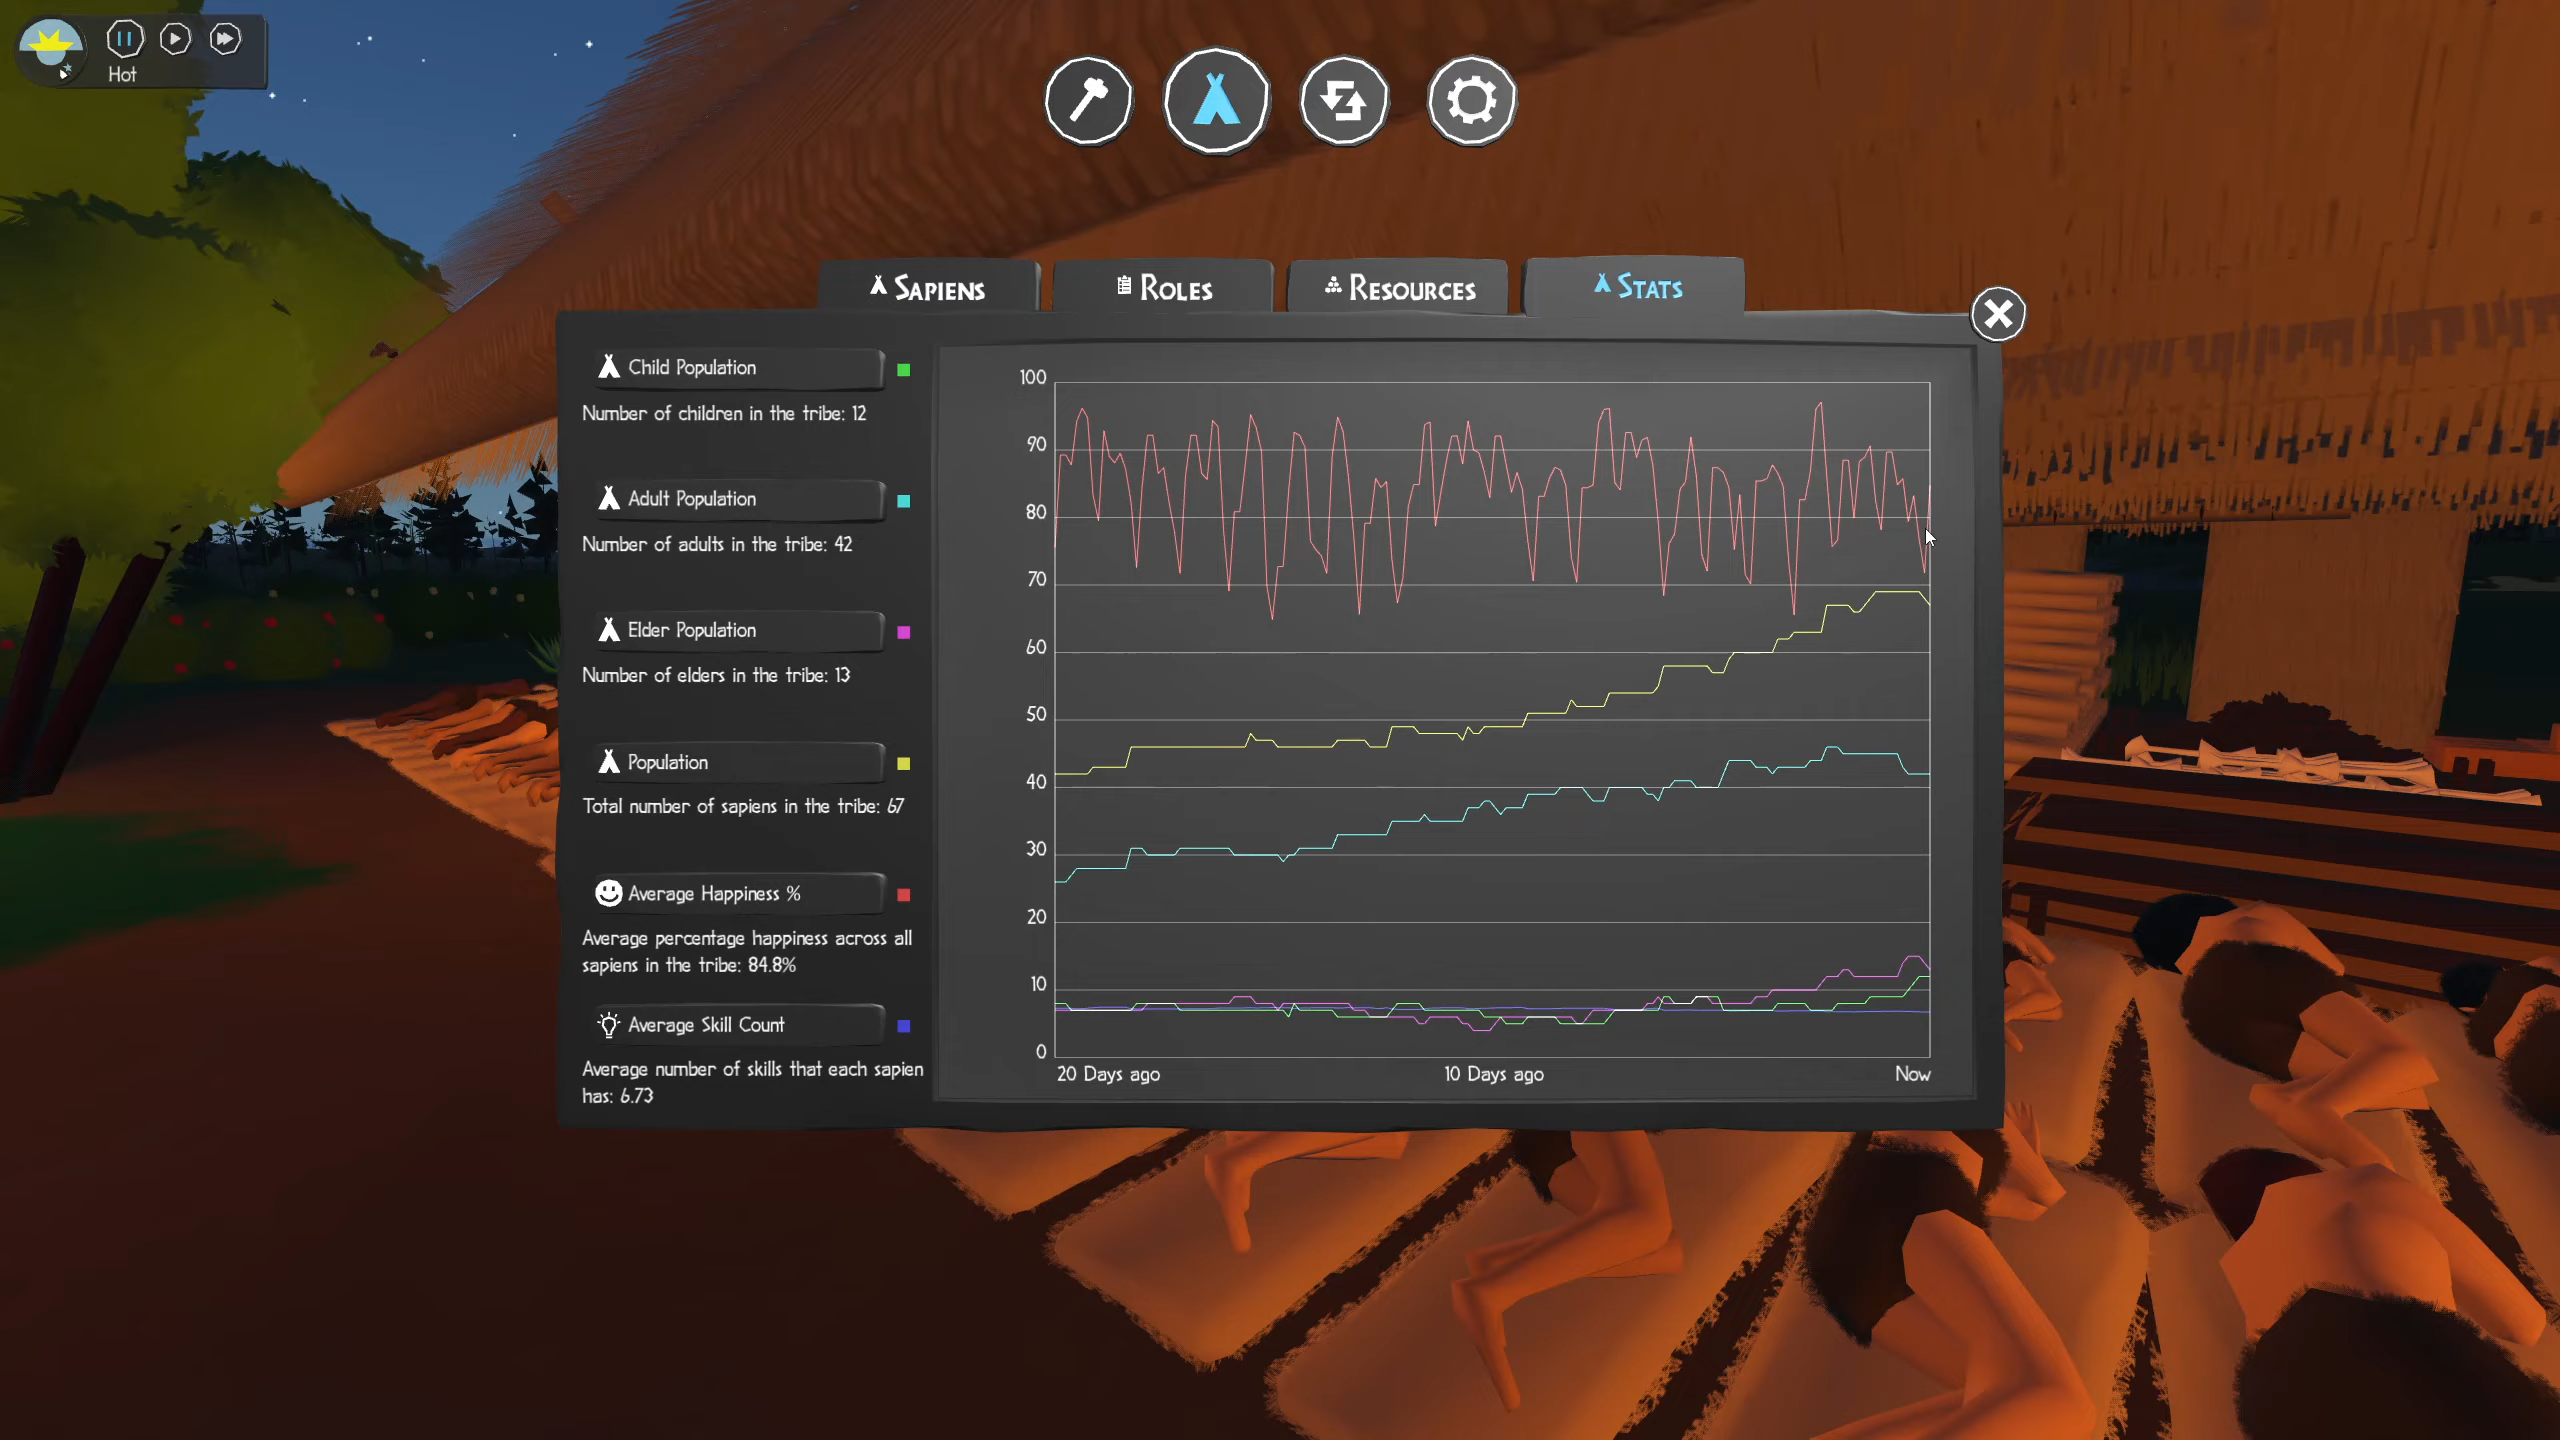 Hot
Sapiens
Roles
Resources
Stats
Child Population
Number of children in the tribe: 12
Adult Population
Number of adults in the tribe: 42
Elder Population
Number of elders in the tribe: 13
Population
Total number of sapiens in the tribe: 67
Average Happiness %
Average percentage happiness across all
sapiens in the tribe: 84.8%
Average Skill Count
Average number of skills that each sapien
has: 6.73
100
90
80
70
60
50
40
30
20
10
0
20 Days ago
10 Days ago
Now